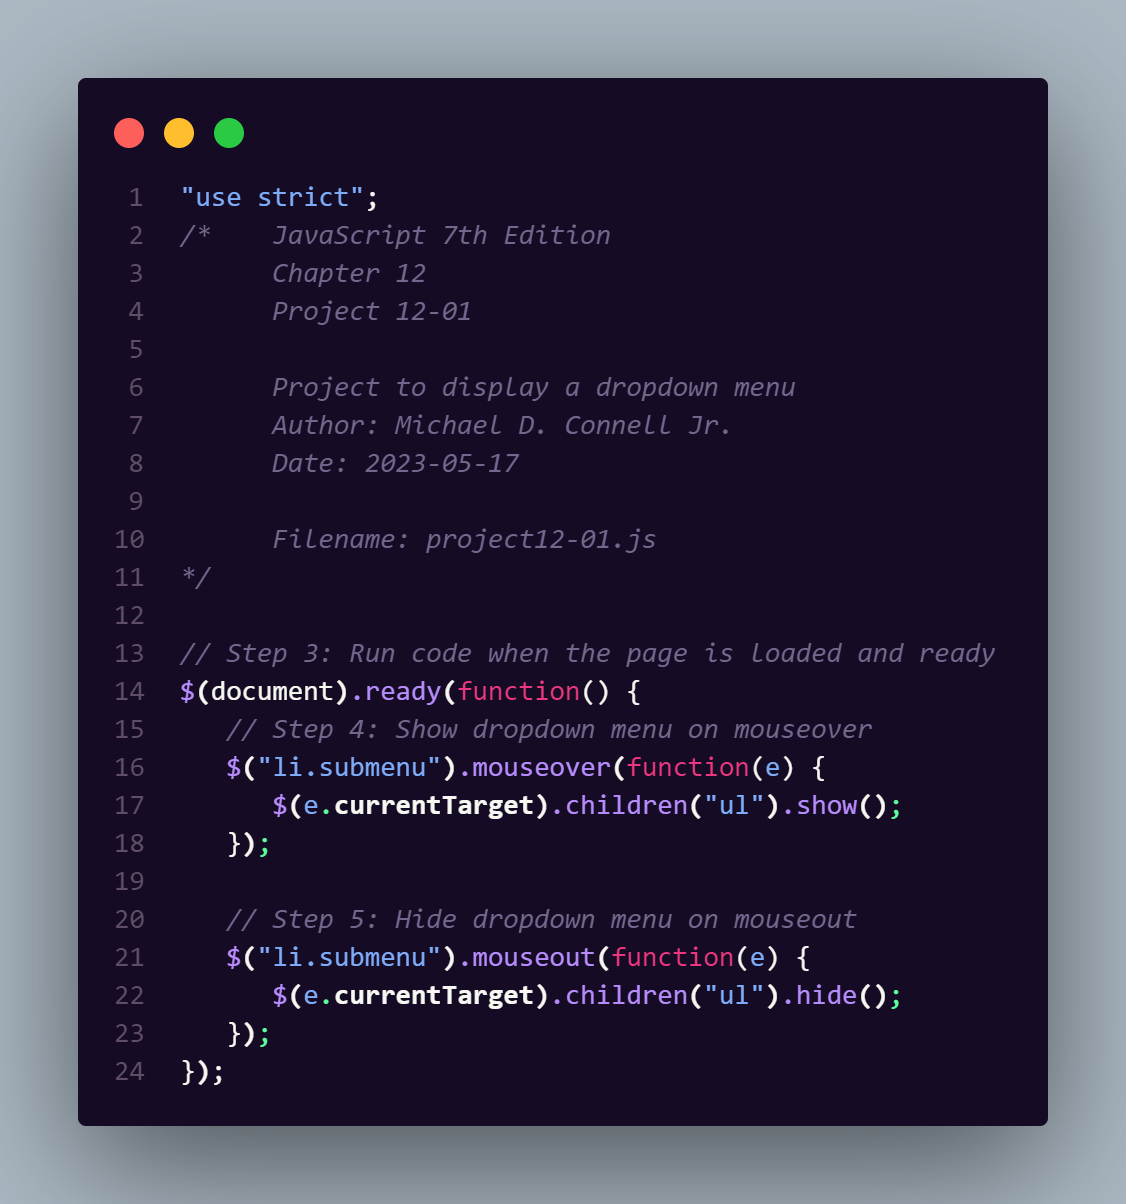 1 "use strict";
2 /*    JavaScript 7th Edition
3       Chapter 12
4       Project 12-01
5
6       Project to display a dropdown menu
7       Author: Michael D. Connell Jr.
8       Date: 2023-05-17
9
10       Filename: project12-01.js
11 */
12
13 // Step 3: Run code when the page is loaded and ready
14 $(document).ready(function() {
15    // Step 4: Show dropdown menu on mouseover
16    $("li.submenu").mouseover(function(e) {
17       $(e.currentTarget).children("ul").show();
18    });
19
20    // Step 5: Hide dropdown menu on mouseout
21    $("li.submenu").mouseout(function(e) {
22       $(e.currentTarget).children("ul").hide();
23    });
24 });